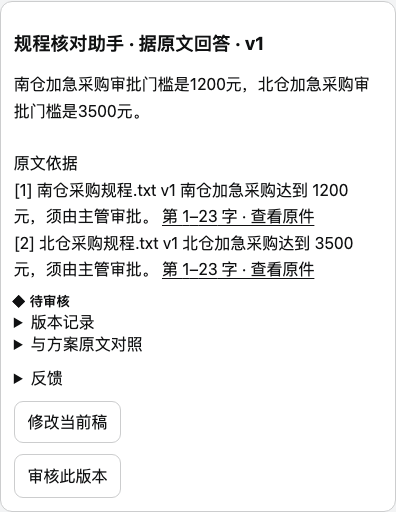 规程核对助手 · 据原文回答 · v1
南仓加急采购审批门槛是1200元，北仓加急采购审
批门槛是3500元。
原文依据
[1] 南仓采购规程.txt v1 南仓加急采购达到 1200
元，须由主管审批。 第 1–23 字 · 查看原件
[2] 北仓采购规程.txt v1 北仓加急采购达到 3500
元，须由主管审批。 第 1–23 字 · 查看原件
◆ 待审核
▶ 版本记录
▶ 与方案原文对照
▶ 反馈
修改当前稿
审核此版本